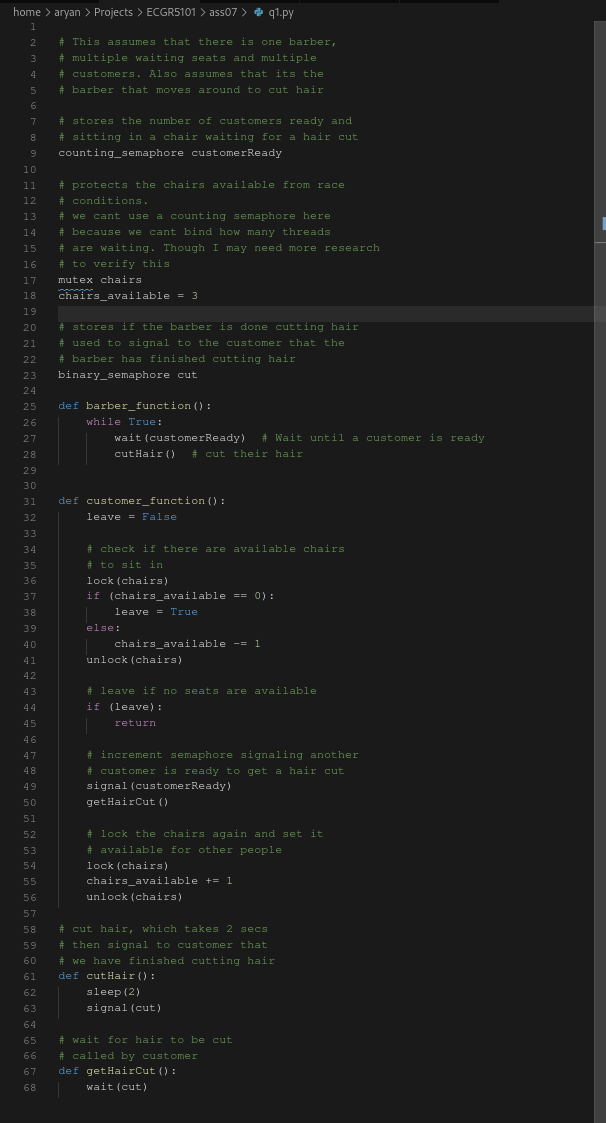 home > aryan > Projects > ECGR5101 > ass07 > q1.py
1
2 # This assumes that there is one barber,
3 # multiple waiting seats and multiple
4 # customers. Also assumes that its the
5 # barber that moves around to cut hair
6
7 # stores the number of customers ready and
8 # sitting in a chair waiting for a hair cut
9 counting_semaphore customerReady
10
11 # protects the chairs available from race
12 # conditions.
13 # we cant use a counting semaphore here
14 # because we cant bind how many threads
15 # are waiting. Though I may need more research
16 # to verify this
17 mutex chairs
18 chairs_available = 3
19
20 # stores if the barber is done cutting hair
21 # used to signal to the customer that the
22 # barber has finished cutting hair
23 binary_semaphore cut
24
25 def barber_function():
26     while True:
27         wait(customerReady)  # Wait until a customer is ready
28         cutHair()  # cut their hair
29
30
31 def customer_function():
32     leave = False
33
34     # check if there are available chairs
35     # to sit in
36     lock(chairs)
37     if (chairs_available == 0):
38         leave = True
39     else:
40         chairs_available -= 1
41     unlock(chairs)
42
43     # leave if no seats are available
44     if (leave):
45         return
46
47     # increment semaphore signaling another
48     # customer is ready to get a hair cut
49     signal(customerReady)
50     getHairCut()
51
52     # lock the chairs again and set it
53     # available for other people
54     lock(chairs)
55     chairs_available += 1
56     unlock(chairs)
57
58 # cut hair, which takes 2 secs
59 # then signal to customer that
60 # we have finished cutting hair
61 def cutHair():
62     sleep(2)
63     signal(cut)
64
65 # wait for hair to be cut
66 # called by customer
67 def getHairCut():
68     wait(cut)